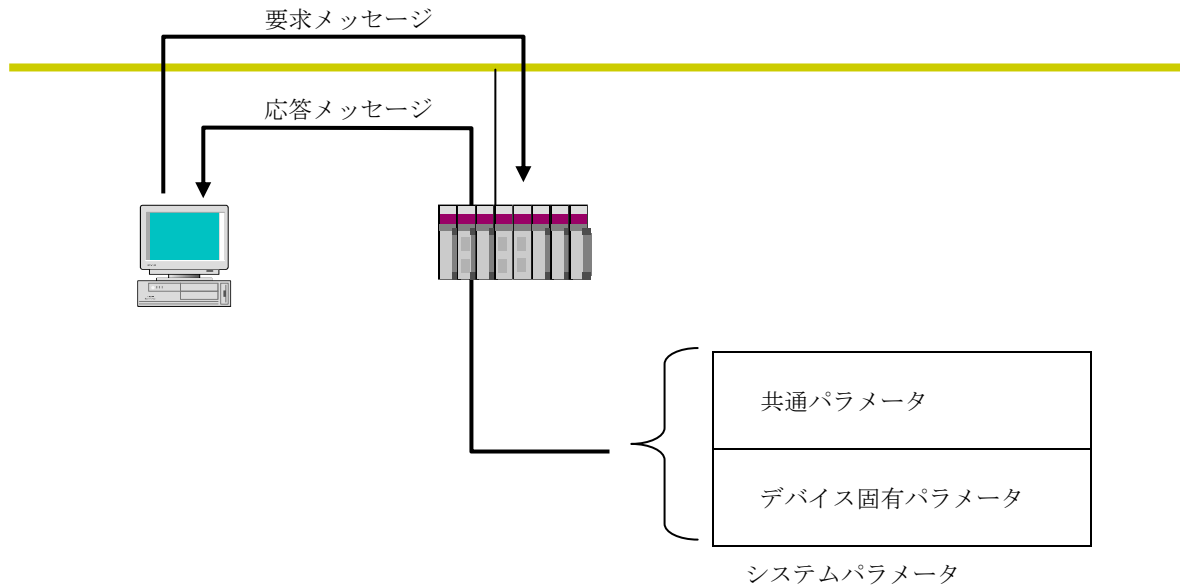 要求メッセージ
応答メッセージ
共通パラメータ
デバイス固有パラメータ
システムパラメータ